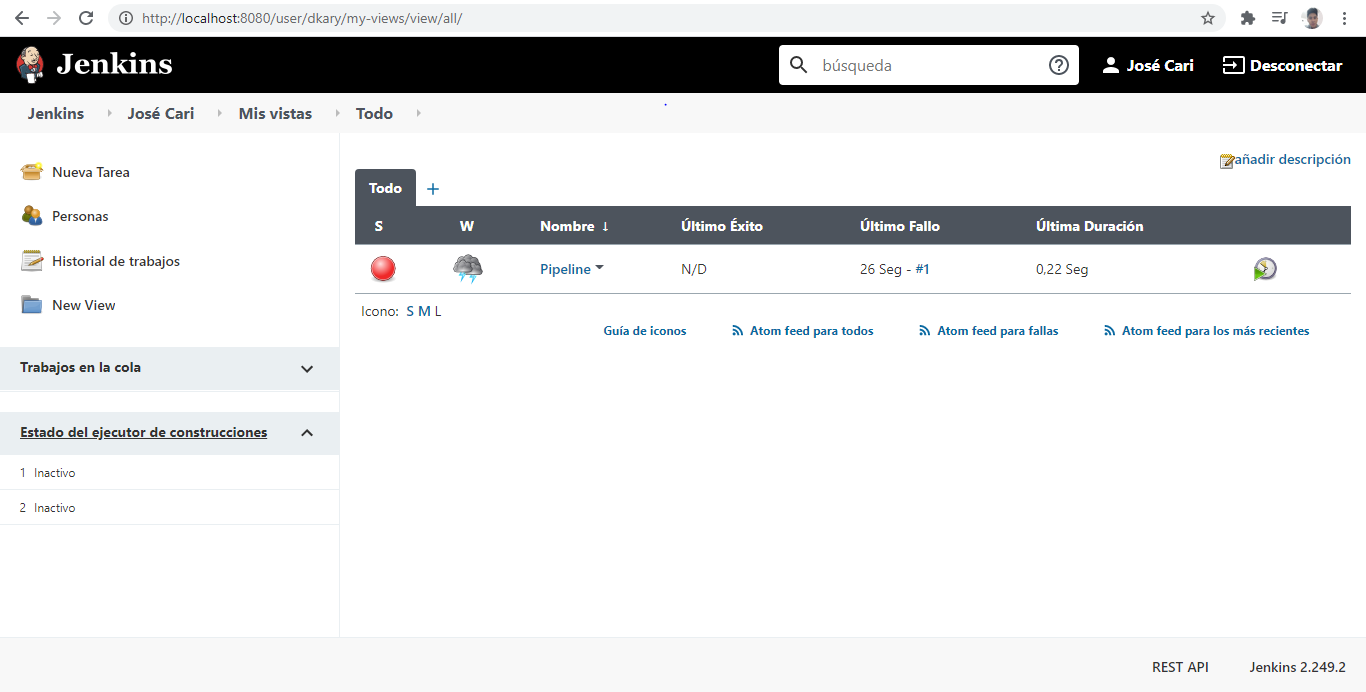 http://localhost:8080/user/dkary/my-views/view/all/
Jenkins
búsqueda
José Cari
Desconectar
Jenkins José Cari Mis vistas Todo
añadir descripción
Nueva Tarea
Personas
Historial de trabajos
New View
Trabajos en la cola
Estado del ejecutor de construcciones
1 Inactivo
2 Inactivo
Todo +
S W Nombre ↓ Último Éxito Último Fallo Última Duración
Pipeline N/D 26 Seg - #1 0,22 Seg
Icono: S M L
Guía de iconos Atom feed para todos Atom feed para fallas Atom feed para los más recientes
REST API Jenkins 2.249.2